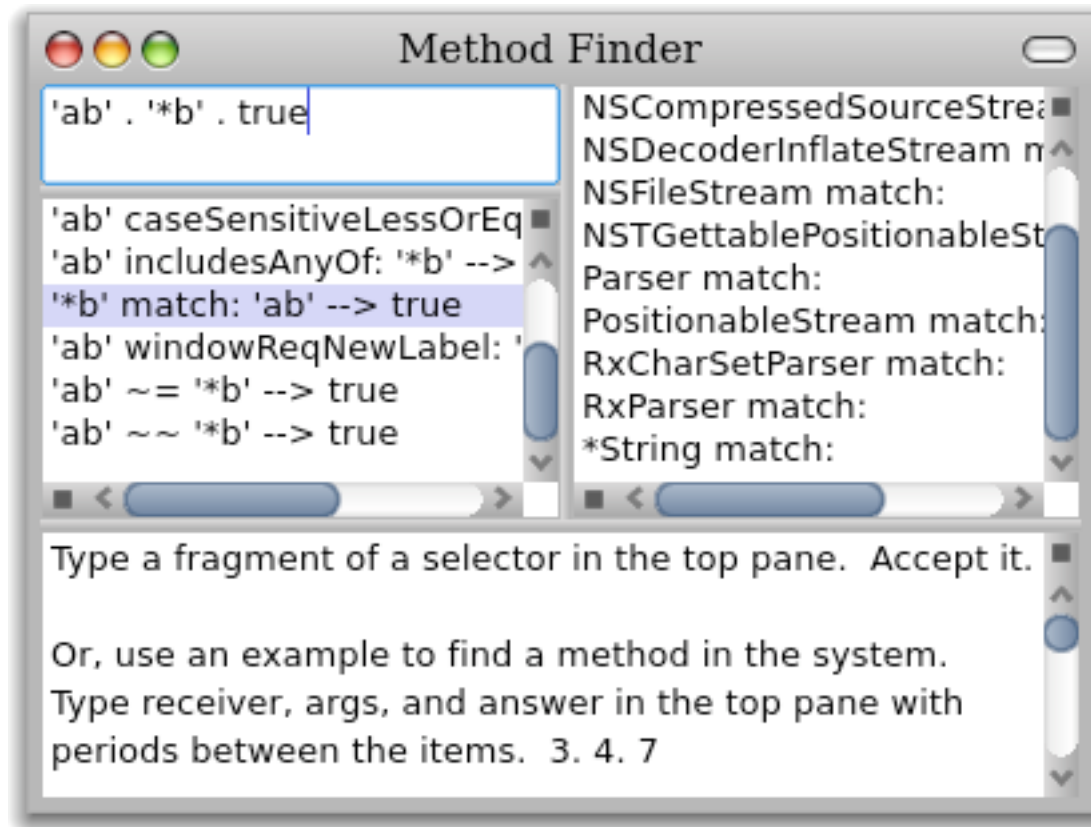 Method Finder
'ab' . '*b' . true
'ab' caseSensitiveLessOrEq
'ab' includesAnyOf: '*b' -->
'*b' match: 'ab' --> true
'ab' windowReqNewLabel: '
'ab' ~= '*b' --> true
'ab' ~~ '*b' --> true
NSCompressedSourceStrea
NSDecoderInflateStream m
NSFileStream match:
NSTGettablePositionableSt
Parser match:
PositionableStream match:
RxCharSetParser match:
RxParser match:
*String match:
Type a fragment of a selector in the top pane.  Accept it.
Or, use an example to find a method in the system.
Type receiver, args, and answer in the top pane with
periods between the items.  3. 4. 7